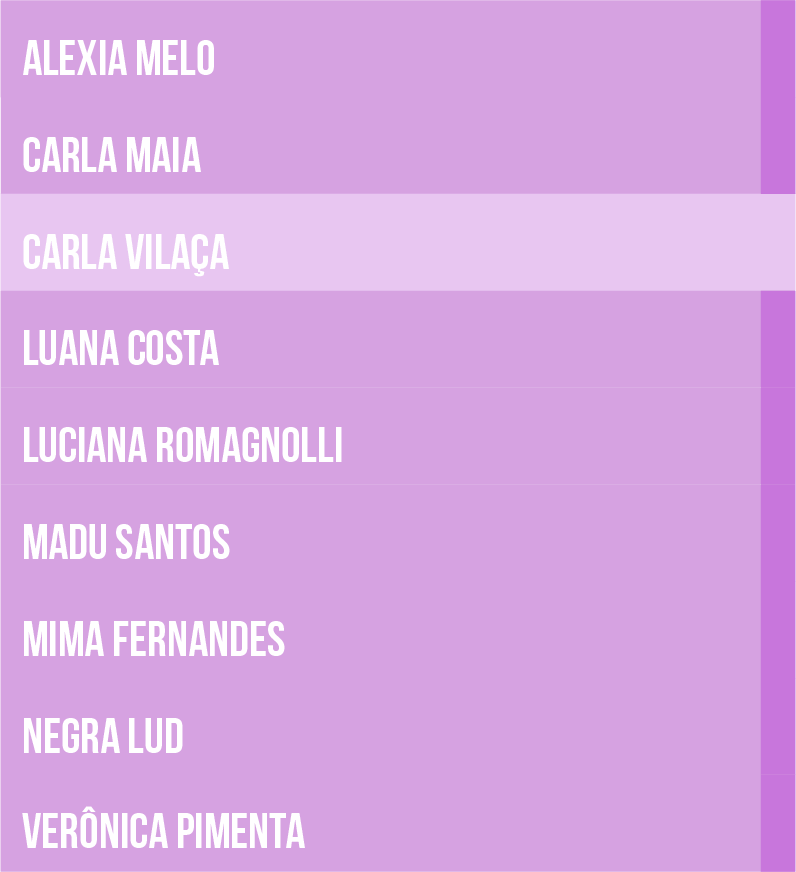 ALEXIA MELO
CARLA MAIA
CARLA VILAÇA
LUANA COSTA
LUCIANA ROMAGNOLLI
MADU SANTOS
MIMA FERNANDES
NEGRA LUD
VERÔNICA PIMENTA